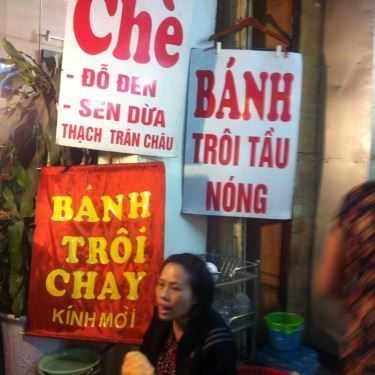 Chè
- ĐỖ ĐEN
- SEN DỪA
THẠCH TRÂN CHÂU
BÁNH
TRÔI TẦU
NÓNG
BÁNH
TRÔI
CHAY
KÍNH MỜI